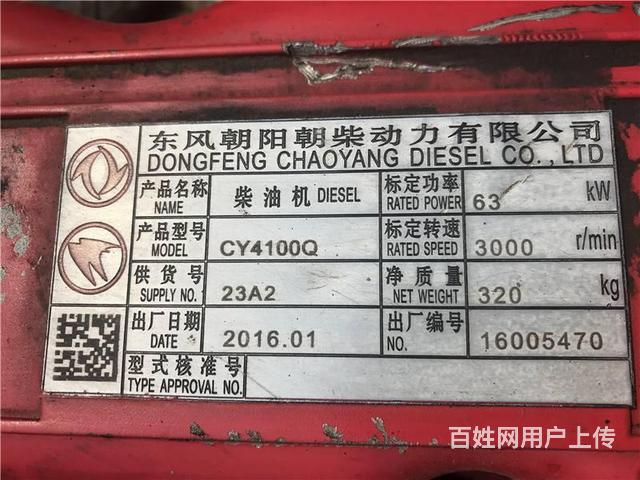 东风朝阳朝柴动力有限公司
DONGFENG CHAOYANG DIESEL CO.,LTD
产品名称 柴油机 DIESEL 标定功率 63 kW
NAME RATED POWER
产品型号 CY4100Q 标定转速 3000 r/min
MODEL RATED SPEED
供货号 23A2 净质量 320 kg
SUPPLY NO. NET WEIGHT
出厂日期 2016.01 出厂编号 16005470
DATE NO.
型式核准号
TYPE APPROVAL NO.
百姓网用户上传